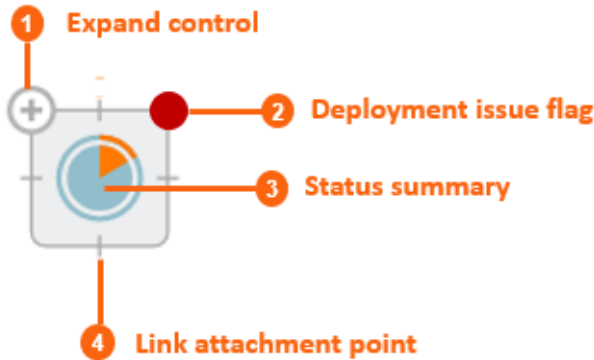 1 Expand control
2 Deployment issue flag
3 Status summary
4 Link attachment point